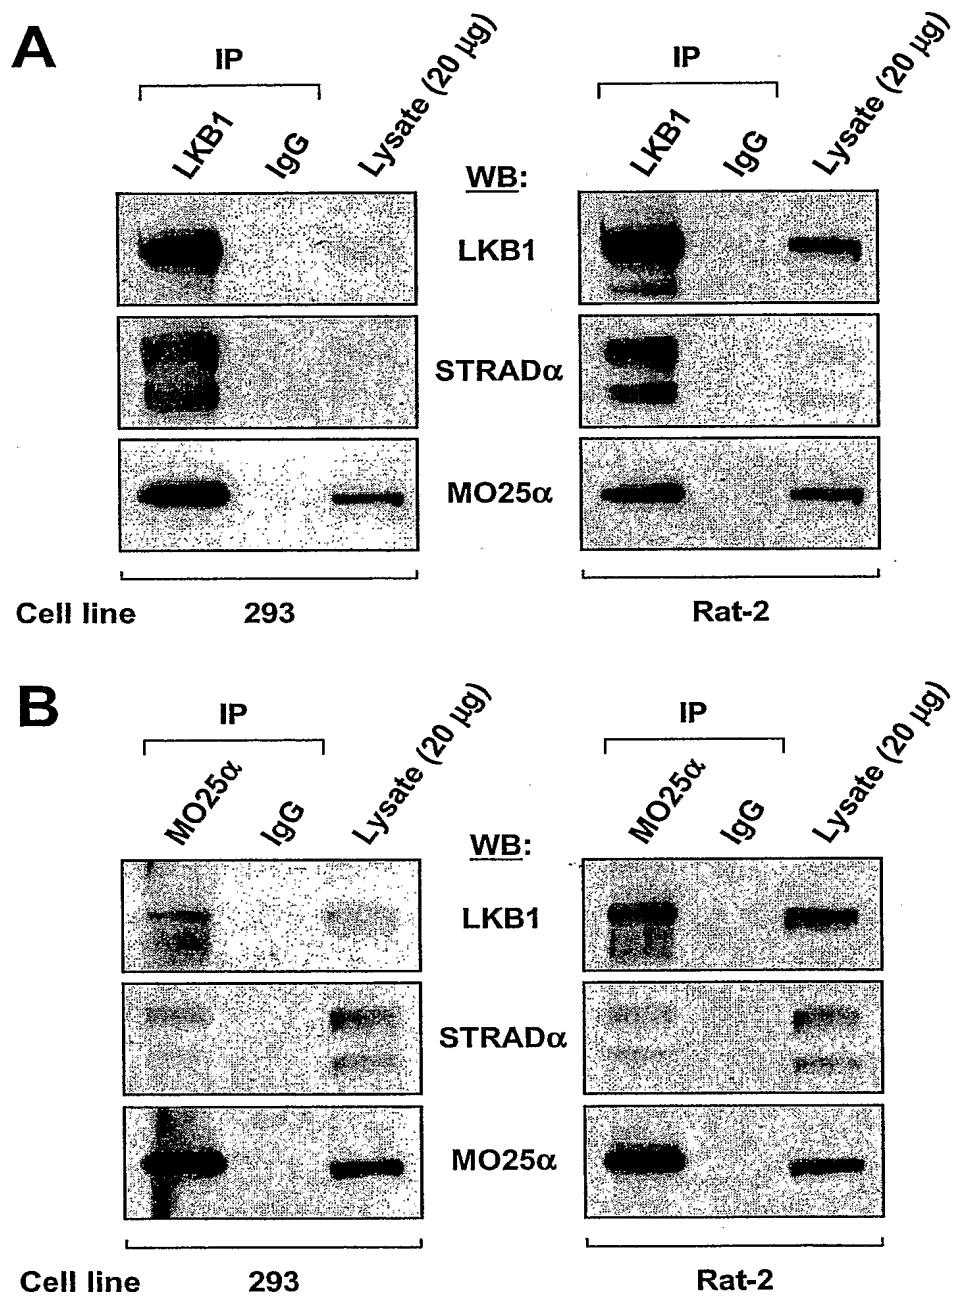 A
IP
IP
LKB1
IgG
Lysate (20 µg)
LKB1
IgG
Lysate (20 µg)
WB:
LKB1
STRADα
MO25α
Cell line
293
Rat-2
B
IP
IP
MO25α
IgG
Lysate (20 µg)
MO25α
IgG
Lysate (20 µg)
WB:
LKB1
STRADα
MO25α
Cell line
293
Rat-2